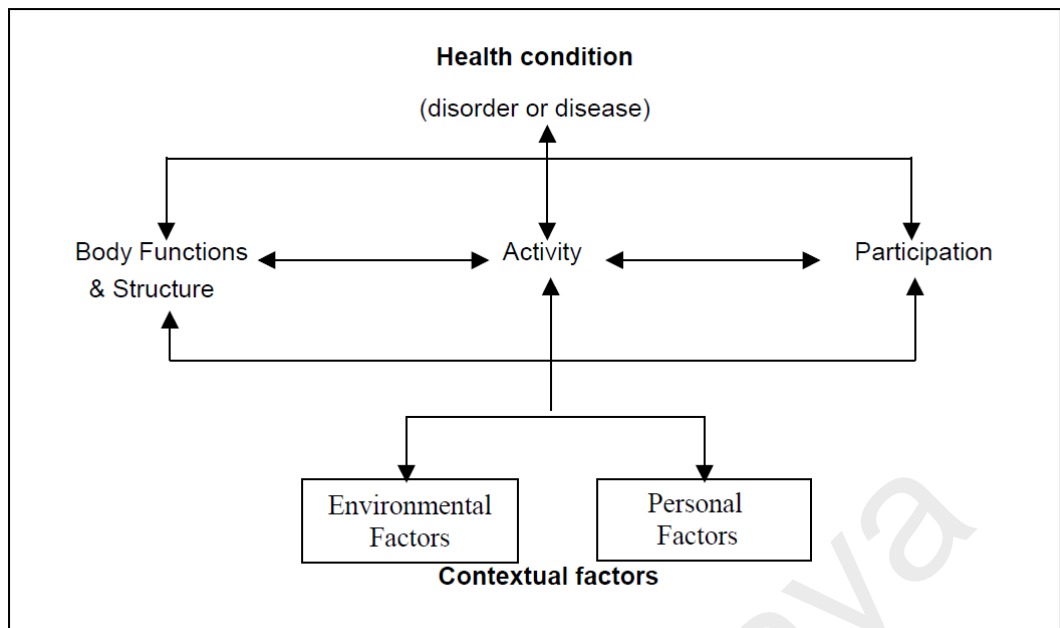 Health condition
(disorder or disease)
Body Functions
& Structure
Activity
Participation
Environmental
Factors
Personal
Factors
Contextual factors